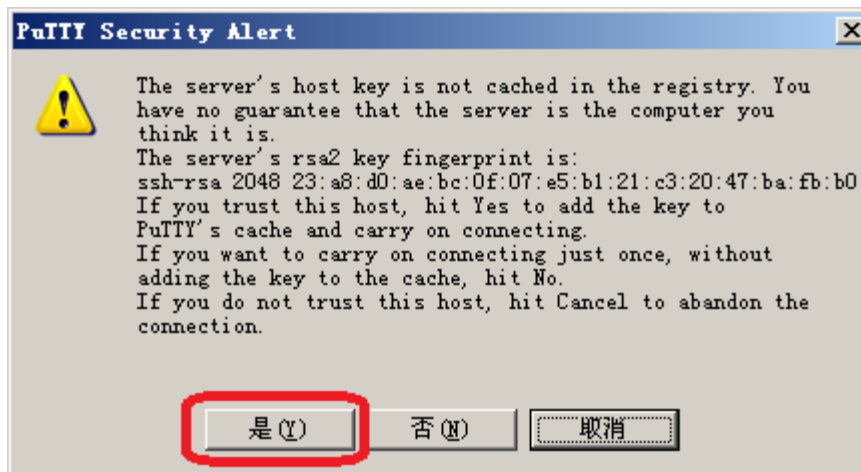 PuTTY Security Alert
The server's host key is not cached in the registry. You
have no guarantee that the server is the computer you
think it is.
The server's rsa2 key fingerprint is:
ssh-rsa 2048 23:a8:d0:ae:bc:0f:07:e5:b1:21:c3:20:47:ba:fb:b0
If you trust this host, hit Yes to add the key to
PuTTY's cache and carry on connecting.
If you want to carry on connecting just once, without
adding the key to the cache, hit No.
If you do not trust this host, hit Cancel to abandon the
connection.
是(Y) 否(N) 取消